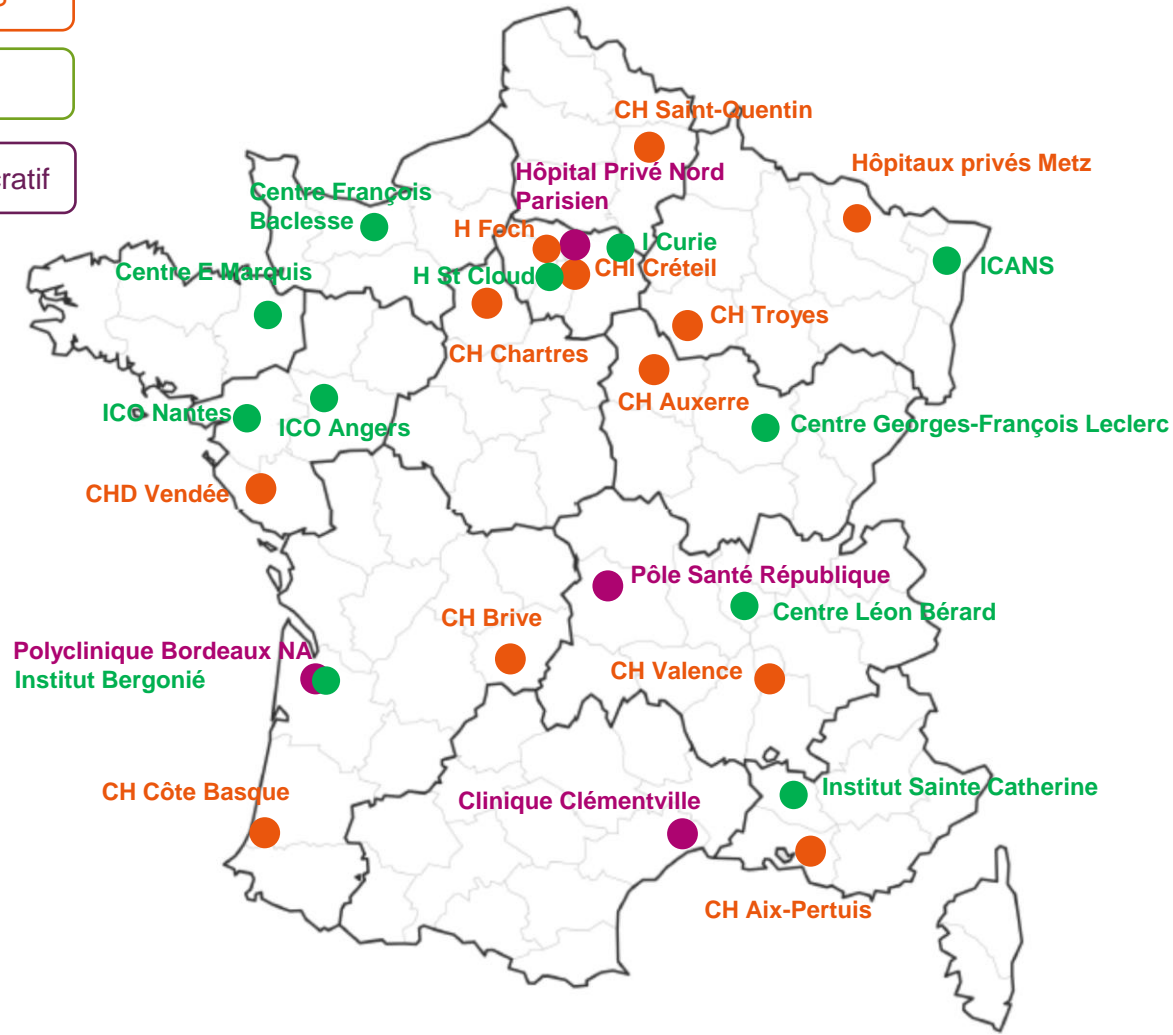 CH Saint-Quentin
Hôpitaux privés Metz
Hôpital Privé Nord
Parisien
Centre François
Baclesse
H Foch
I Curie
CHI Créteil
ICANS
Centre E Marquis
H St Cloud
CH Troyes
CH Chartres
CH Auxerre
ICO Nantes
ICO Angers
Centre Georges-François Leclerc
CHD Vendée
Pôle Santé République
Centre Léon Bérard
CH Brive
Polyclinique Bordeaux NA
Institut Bergonié
CH Valence
CH Côte Basque
Clinique Clémentville
Institut Sainte Catherine
CH Aix-Pertuis